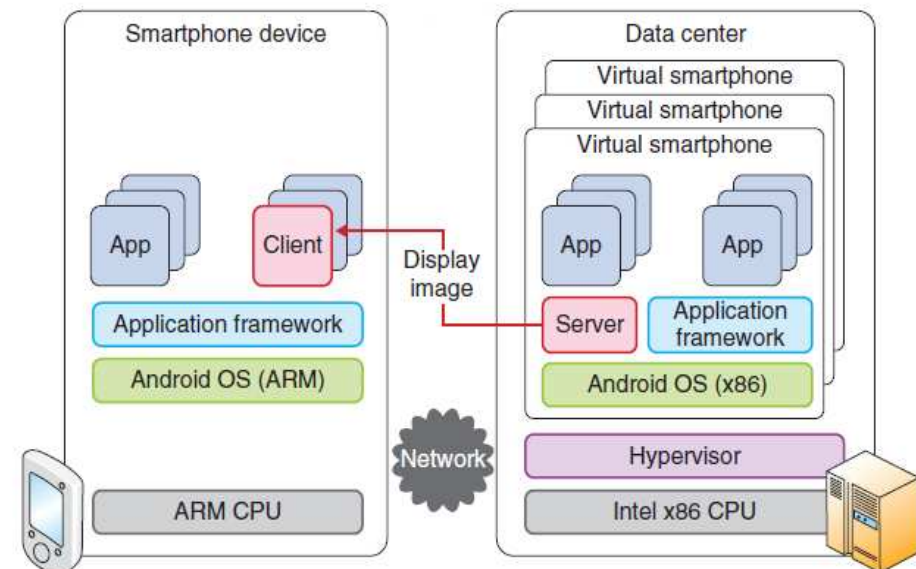 Smartphone device
App
Client
Application framework
Android OS (ARM)
ARM CPU
Display
image
Network
Data center
Virtual smartphone
Virtual smartphone
Virtual smartphone
App
App
Server
Application
framework
Android OS (x86)
Hypervisor
Intel x86 CPU